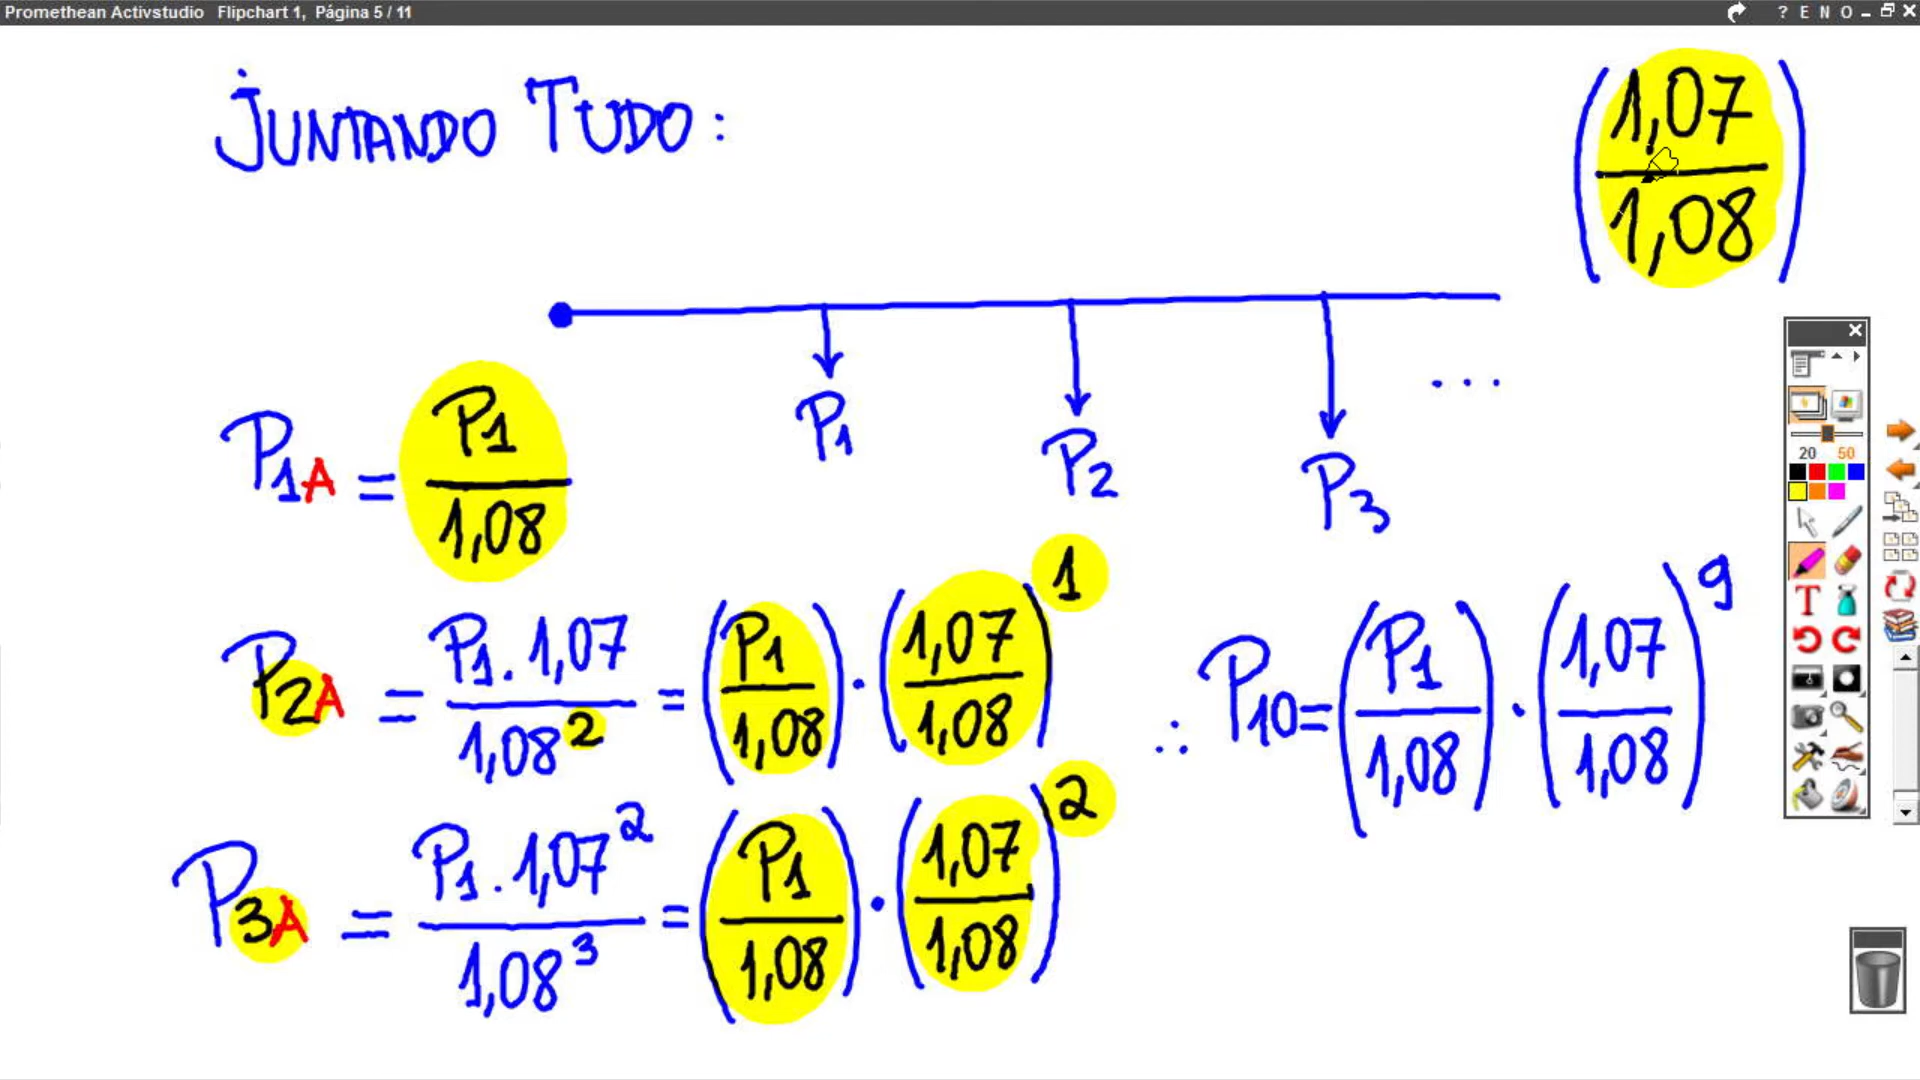 Promethean Activstudio Flipchart 1, Página 5 / 11 ? E N O
JUNTANDO TUDO:
(1,07/1,08)
P1 P2 P3 ...
P1A = P1/1,08
P2A = P1 . 1,07/1,08² = (P1/1,08) · (1,07/1,08)¹
∴ P10 = (P1/1,08) · (1,07/1,08)⁹
P3A = P1 . 1,07²/1,08³ = (P1/1,08) · (1,07/1,08)²
20 50
T